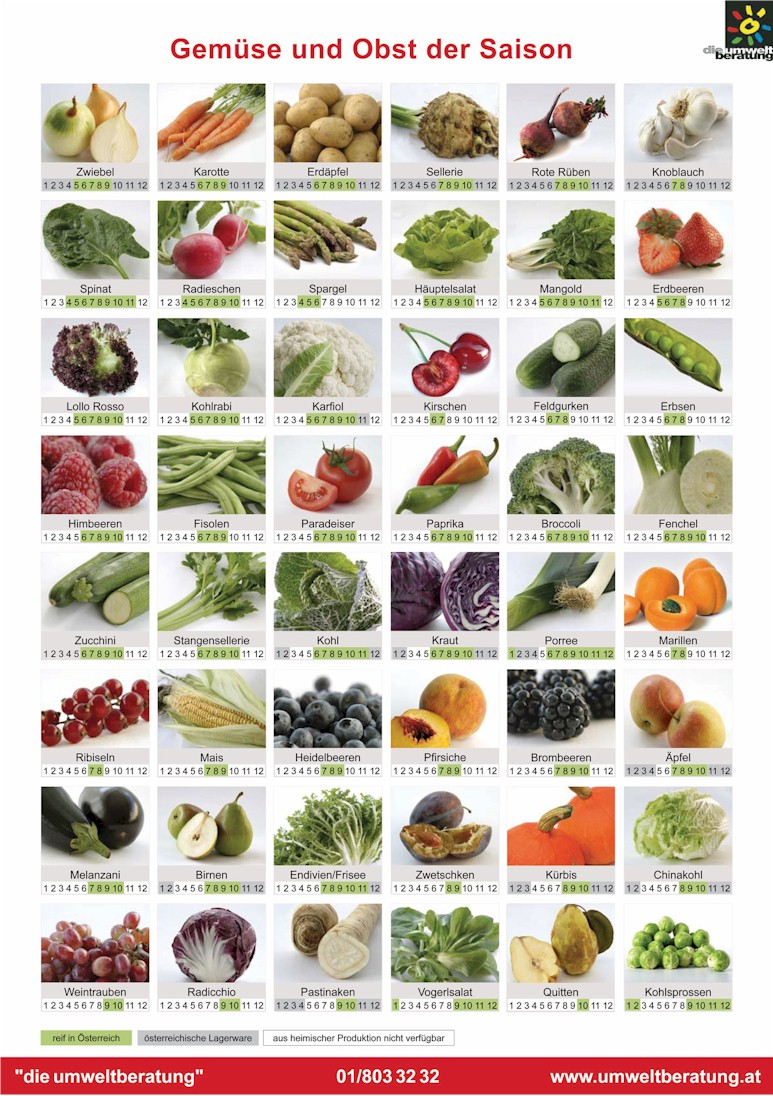 Gemüse und Obst der Saison
die umwelt
beratung
Zwiebel Karotte Erdäpfel Sellerie Rote Rüben Knoblauch
1 2 3 4 5 6 7 8 9 10 11 12 1 2 3 4 5 6 7 8 9 10 11 12 1 2 3 4 5 6 7 8 9 10 11 12 1 2 3 4 5 6 7 8 9 10 11 12 1 2 3 4 5 6 7 8 9 10 11 12 1 2 3 4 5 6 7 8 9 10 11 12
Spinat Radieschen Spargel Häuptelsalat Mangold Erdbeeren
1 2 3 4 5 6 7 8 9 10 11 12 1 2 3 4 5 6 7 8 9 10 11 12 1 2 3 4 5 6 7 8 9 10 11 12 1 2 3 4 5 6 7 8 9 10 11 12 1 2 3 4 5 6 7 8 9 10 11 12 1 2 3 4 5 6 7 8 9 10 11 12
Lollo Rosso Kohlrabi Karfiol Kirschen Feldgurken Erbsen
1 2 3 4 5 6 7 8 9 10 11 12 1 2 3 4 5 6 7 8 9 10 11 12 1 2 3 4 5 6 7 8 9 10 11 12 1 2 3 4 5 6 7 8 9 10 11 12 1 2 3 4 5 6 7 8 9 10 11 12 1 2 3 4 5 6 7 8 9 10 11 12
Himbeeren Fisolen Paradeiser Paprika Broccoli Fenchel
1 2 3 4 5 6 7 8 9 10 11 12 1 2 3 4 5 6 7 8 9 10 11 12 1 2 3 4 5 6 7 8 9 10 11 12 1 2 3 4 5 6 7 8 9 10 11 12 1 2 3 4 5 6 7 8 9 10 11 12 1 2 3 4 5 6 7 8 9 10 11 12
Zucchini Stangensellerie Kohl Kraut Porree Marillen
1 2 3 4 5 6 7 8 9 10 11 12 1 2 3 4 5 6 7 8 9 10 11 12 1 2 3 4 5 6 7 8 9 10 11 12 1 2 3 4 5 6 7 8 9 10 11 12 1 2 3 4 5 6 7 8 9 10 11 12 1 2 3 4 5 6 7 8 9 10 11 12
Ribiseln Mais Heidelbeeren Pfirsiche Brombeeren Äpfel
1 2 3 4 5 6 7 8 9 10 11 12 1 2 3 4 5 6 7 8 9 10 11 12 1 2 3 4 5 6 7 8 9 10 11 12 1 2 3 4 5 6 7 8 9 10 11 12 1 2 3 4 5 6 7 8 9 10 11 12 1 2 3 4 5 6 7 8 9 10 11 12
Melanzani Birnen Endivien/Frisee Zwetschken Kürbis Chinakohl
1 2 3 4 5 6 7 8 9 10 11 12 1 2 3 4 5 6 7 8 9 10 11 12 1 2 3 4 5 6 7 8 9 10 11 12 1 2 3 4 5 6 7 8 9 10 11 12 1 2 3 4 5 6 7 8 9 10 11 12 1 2 3 4 5 6 7 8 9 10 11 12
Weintrauben Radicchio Pastinaken Vogerlsalat Quitten Kohlsprossen
1 2 3 4 5 6 7 8 9 10 11 12 1 2 3 4 5 6 7 8 9 10 11 12 1 2 3 4 5 6 7 8 9 10 11 12 1 2 3 4 5 6 7 8 9 10 11 12 1 2 3 4 5 6 7 8 9 10 11 12 1 2 3 4 5 6 7 8 9 10 11 12
reif in Österreich österreichische Lagerware aus heimischer Produktion nicht verfügbar
"die umweltberatung" 01/803 32 32 www.umweltberatung.at